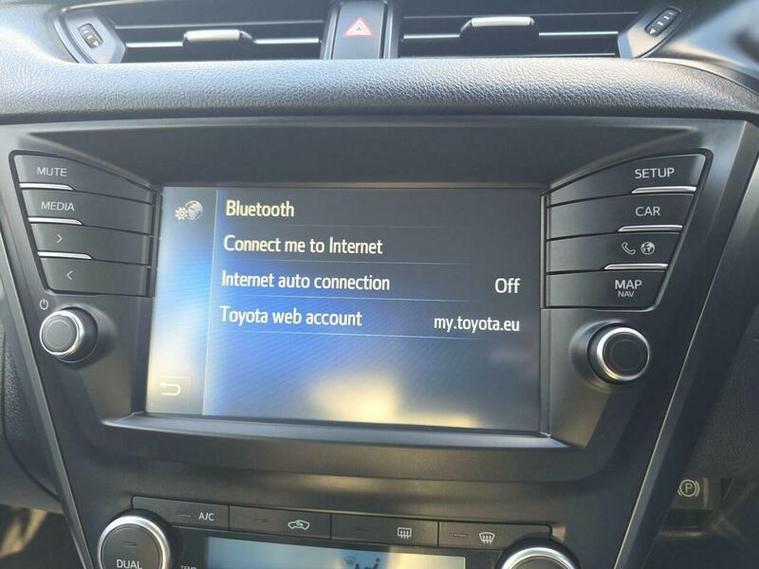 MUTE
SETUP
MEDIA
CAR
>
<
MAP
NAV
Bluetooth
Connect me to Internet
Internet auto connection Off
Toyota web account my.toyota.eu
A/C
DUAL
TEMP
P